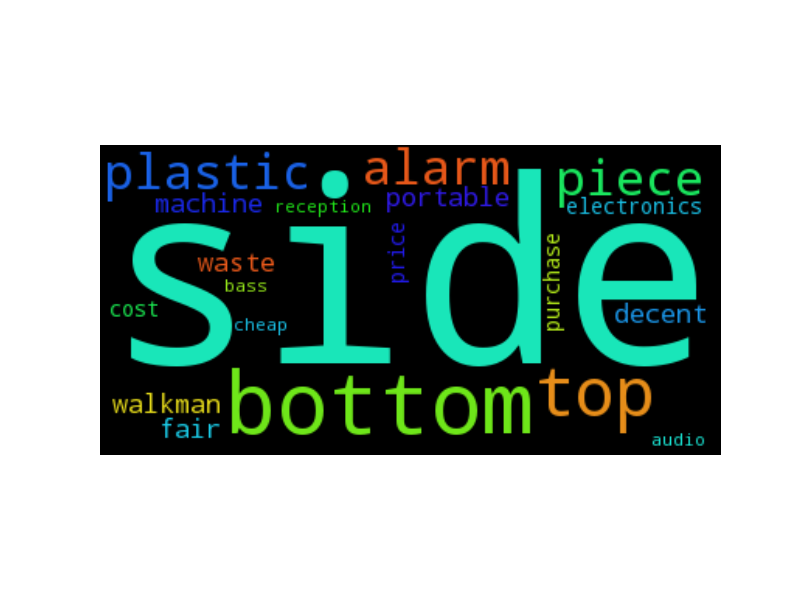 plastic
alarm
piece
machine
reception
portable
electronics
side
price
purchase
waste
bass
cost
cheap
decent
walkman
bottom
top
fair
audio